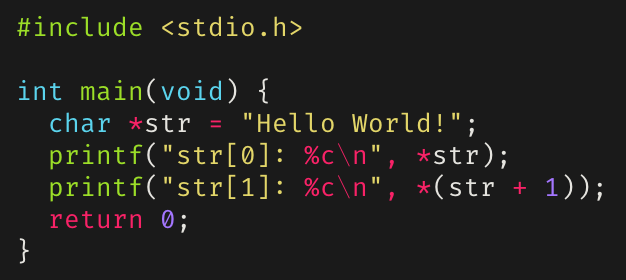 #include <stdio.h>

int main(void) {
  char *str = "Hello World!";
  printf("str[0]: %c\n", *str);
  printf("str[1]: %c\n", *(str + 1));
  return 0;
}